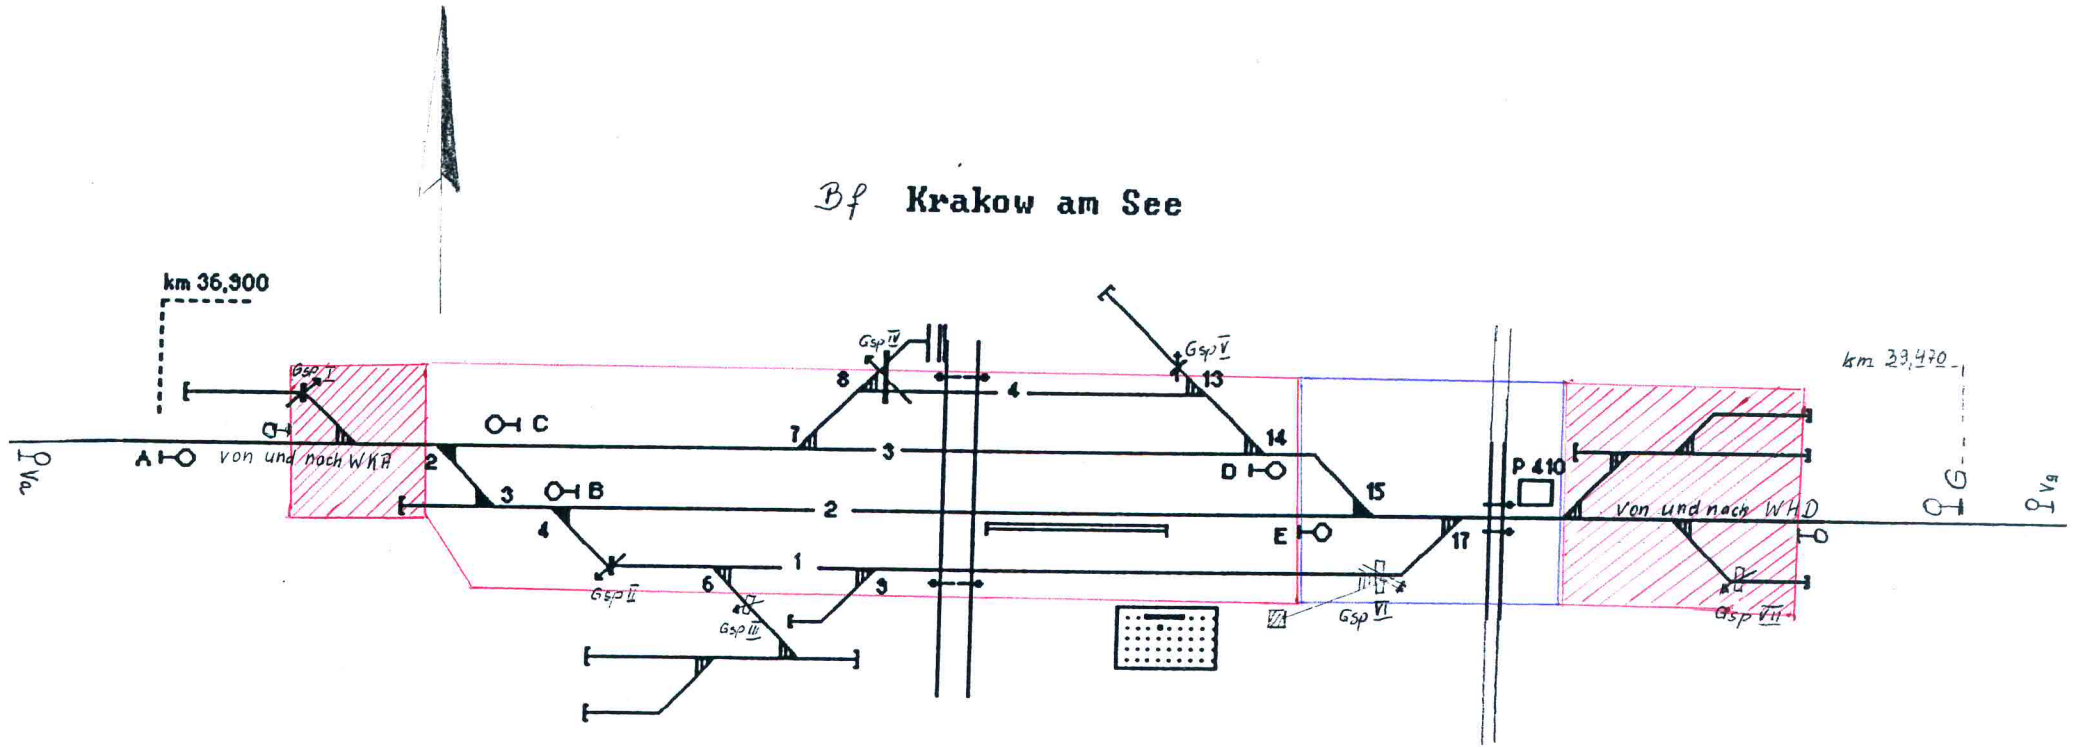 Bf Krakow am See
km 36,900
km 39,470
Gsp I
Gsp IV
Gsp V
8
13
4
C
7
3
14
A
von und nach WKA
2
D
P 410
Va
3
B
15
G
Vg
4
2
E
17
von und nach WHD
1
6
9
Gsp II
Gsp III
Gsp VI
Gsp VII